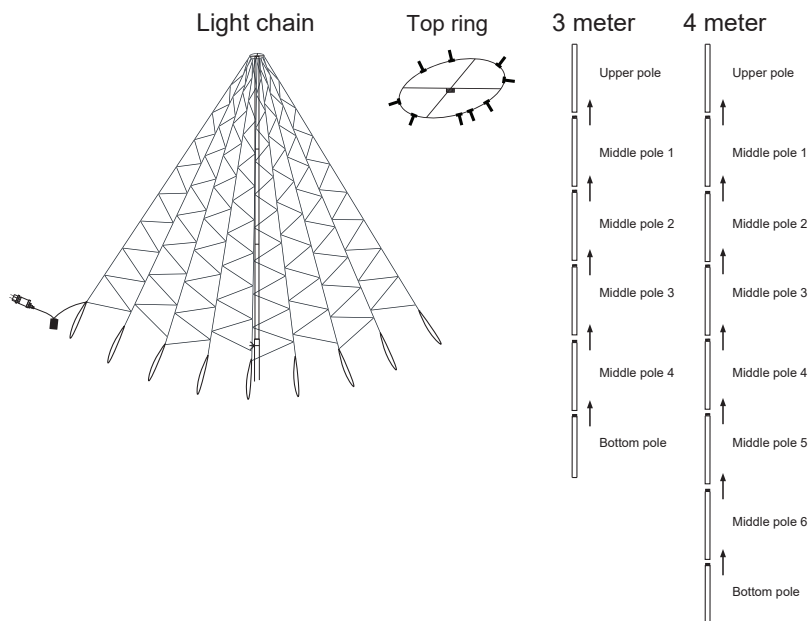 Light chain
Top ring
3 meter
4 meter
Upper pole
Middle pole 1
Middle pole 2
Middle pole 3
Middle pole 4
Bottom pole
Upper pole
Middle pole 1
Middle pole 2
Middle pole 3
Middle pole 4
Middle pole 5
Middle pole 6
Bottom pole